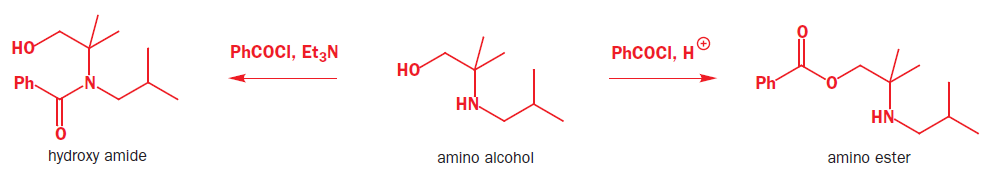 HO
Ph
N
O
hydroxy amide
PhCOCl, Et₃N
HO
HN
amino alcohol
PhCOCl, H⊕
O
Ph
O
HN
amino ester